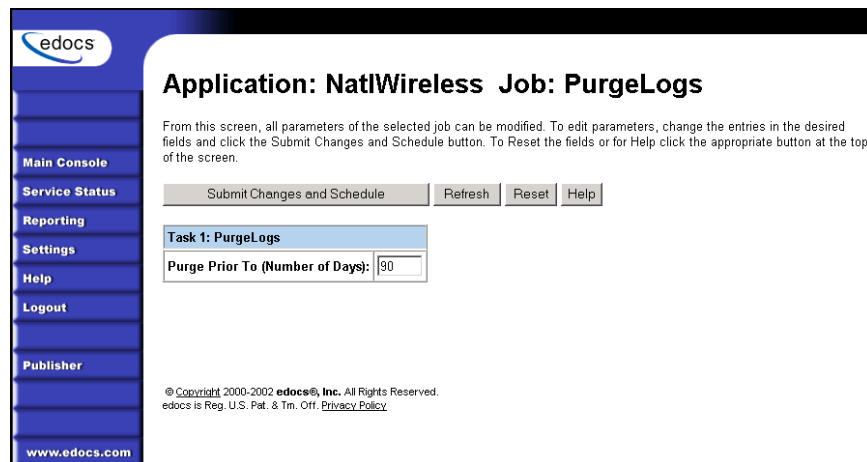 edocs
Main Console
Service Status
Reporting
Settings
Help
Logout
Publisher
www.edocs.com
Application: NatlWireless Job: PurgeLogs
From this screen, all parameters of the selected job can be modified. To edit parameters, change the entries in the desired
fields and click the Submit Changes and Schedule button. To Reset the fields or for Help click the appropriate button at the top
of the screen.
Submit Changes and Schedule Refresh Reset Help
Task 1: PurgeLogs
Purge Prior To (Number of Days): 90
© Copyright 2000-2002 edocs®, Inc. All Rights Reserved.
edocs is Reg. U.S. Pat. & Tm. Off. Privacy Policy